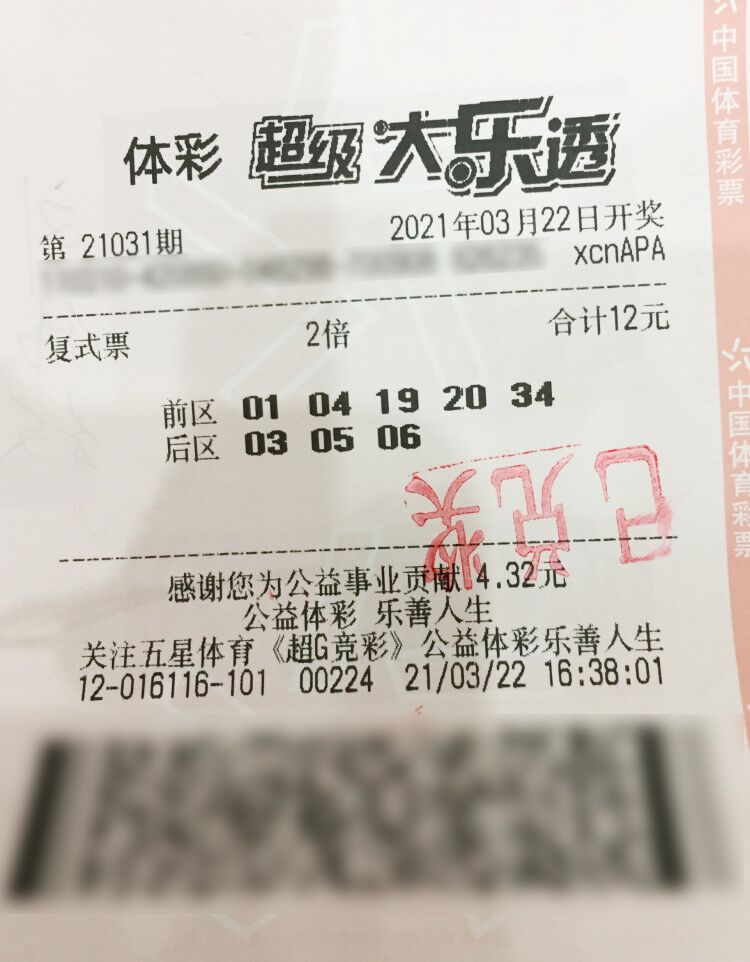 体彩 超级大乐透
第 21031期 2021年03月22日开奖
xcnAPA
复式票 2倍 合计12元
前区 01 04 19 20 34
后区 03 05 06
已兑奖
感谢您为公益事业贡献 4.32元
公益体彩 乐善人生
关注五星体育《超G竞彩》公益体彩乐善人生
12-016116-101 00224 21/03/22 16:38:01
中国体育彩票
中国体育彩票